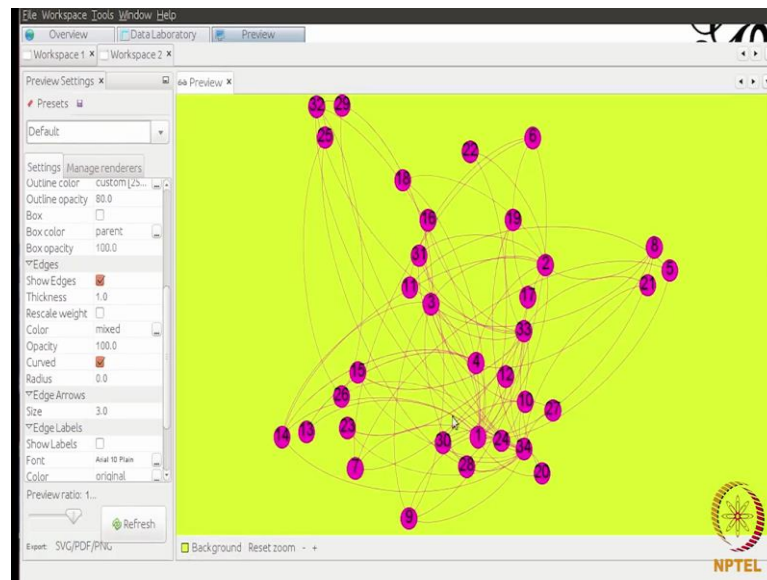 File Workspace Tools Window Help
Overview Data Laboratory Preview
Workspace 1 × Workspace 2 ×
Preview Settings × Preview ×
Presets
Default
Settings Manage renderers
Outline color custom [25...
Outline opacity 80.0
Box
Box color parent
Box opacity 100.0
Edges
Show Edges
Thickness 1.0
Rescale weight
Color mixed
Opacity 100.0
Curved
Radius 0.0
Edge Arrows
Size 3.0
Edge Labels
Show Labels
Font Arial 10 Plain
Color original
Preview ratio: 1...
Refresh
Export: SVG/PDF/PNG
Background Reset zoom - +
32 29
25 6
22
18
16 19
8
31 2 5
11 21
3 17
33
4
15 12
26 10
27
14 13 23 1
30 24 34
7 28 20
9
NPTEL